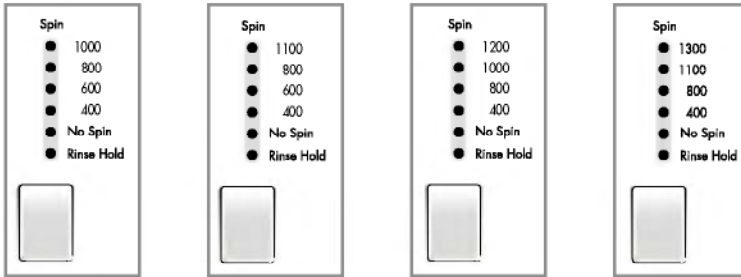 Spin
1000
800
600
400
No Spin
Rinse Hold
Spin
1100
800
600
400
No Spin
Rinse Hold
Spin
1200
1000
800
400
No Spin
Rinse Hold
Spin
1300
1100
800
400
No Spin
Rinse Hold